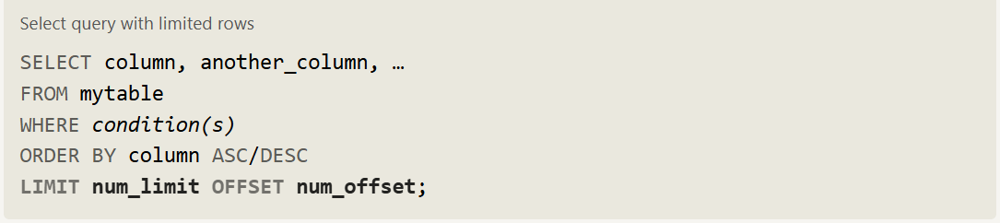 Select query with limited rows
SELECT column, another_column, …
FROM mytable
WHERE condition(s)
ORDER BY column ASC/DESC
LIMIT num_limit OFFSET num_offset;